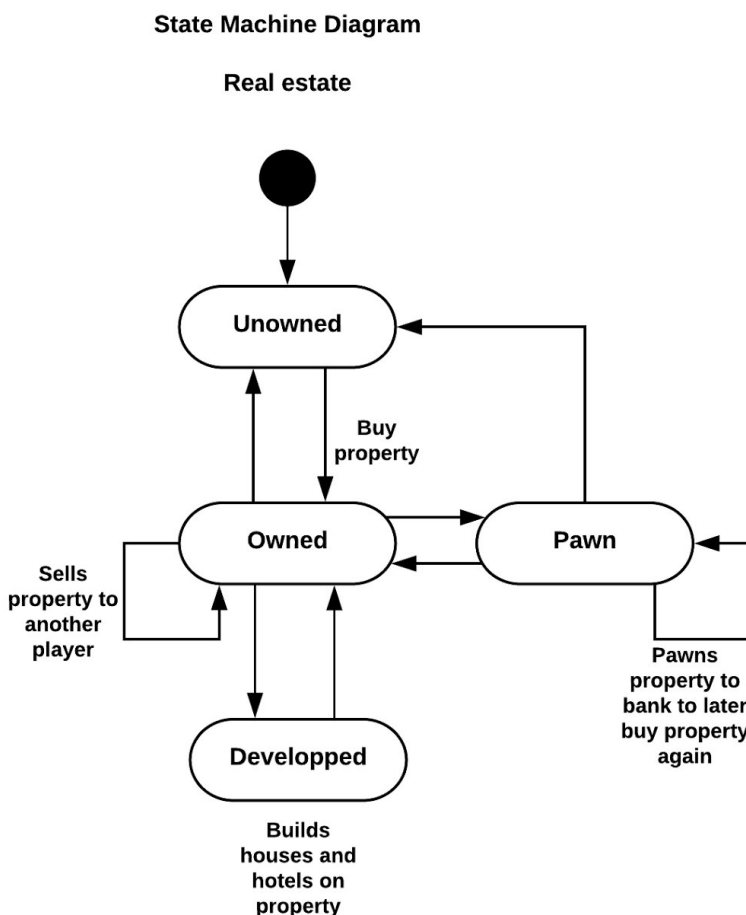 State Machine Diagram
Real estate
Unowned
Buy
property
Owned
Pawn
Sells
property to
another
player
Pawns
property to
bank to later
buy property
again
Developped
Builds
houses and
hotels on
property